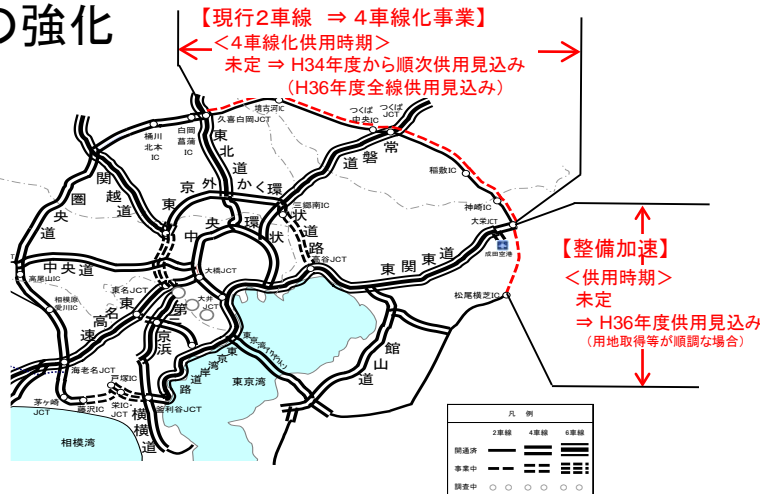 の強化
【現行2車線 ⇒ 4車線化事業】
＜4車線化供用時期＞
未定 ⇒ H34年度から順次供用見込み
（H36年度全線供用見込み）
境古河IC
つくば中央IC
つくばJCT
久喜白岡JCT
白岡菖蒲IC
桶川北本IC
東北道
常磐道
関越道
圏央道
東京外かく環状道路
中央環状
稲敷IC
神崎IC
大栄JCT
成田空港
三郷南IC
高谷JCT
東関東道
松尾横芝IC
中央道
高尾山IC
大橋JCT
相模原愛川IC
東名JCT
大井JCT
東名高速
第三京浜
東京湾アクアライン
東京湾岸道路
東京湾
館山道
海老名JCT
戸塚IC
茅ヶ崎JCT
藤沢IC
栄IC・JCT
釜利谷JCT
横横道
相模湾
【整備加速】
＜供用時期＞
未定
⇒ H36年度供用見込み
（用地取得等が順調な場合）
凡 例
2車線 4車線 6車線
開通済
事業中
調査中